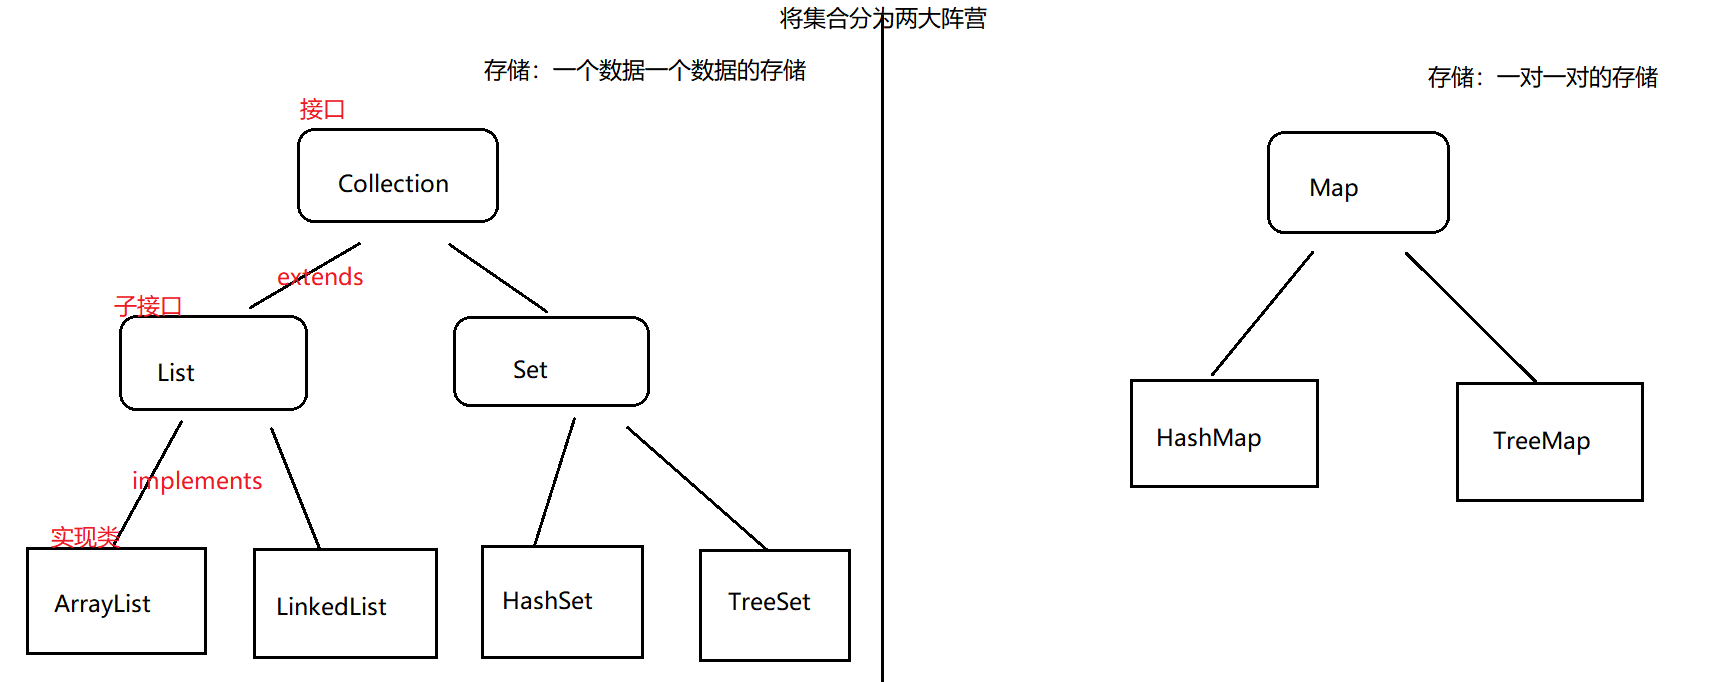 将集合分为两大阵营
存储：一个数据一个数据的存储
存储：一对一对的存储
接口
Collection
Map
extends
子接口
List
Set
HashMap
TreeMap
implements
实现类
ArrayList
LinkedList
HashSet
TreeSet